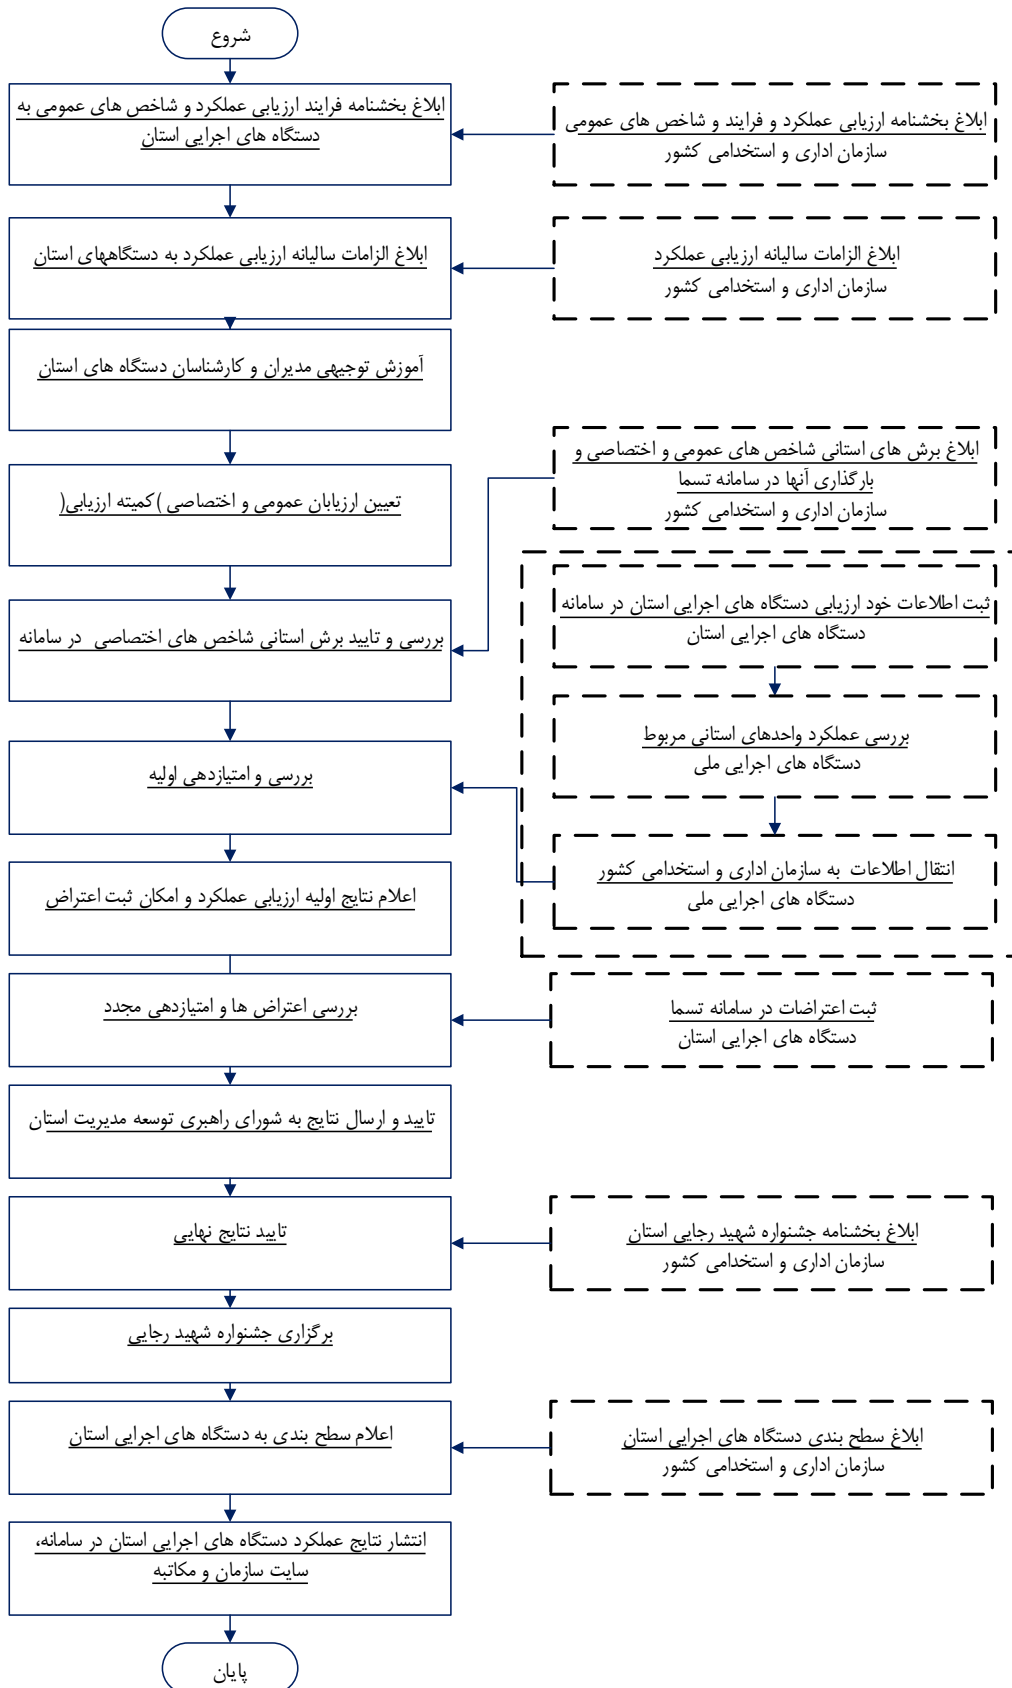 شروع
ابلاغ بخشنامه فرایند ارزیابی عملکرد و شاخص های عمومی به
دستگاه های اجرایی استان
ابلاغ بخشنامه ارزیابی عملکرد و فرایند و شاخص های عمومی
سازمان اداری و استخدامی کشور
ابلاغ الزامات سالیانه ارزیابی عملکرد به دستگاههای استان
ابلاغ الزامات سالیانه ارزیابی عملکرد
سازمان اداری و استخدامی کشور
آموزش توجیهی مدیران و کارشناسان دستگاه های استان
تعیین ارزیابان عمومی و اختصاصی )کمیته ارزیابی(
ابلاغ برش های استانی شاخص های عمومی و اختصاصی و
بارگذاری آنها در سامانه تسما
سازمان اداری و استخدامی کشور
بررسی و تایید برش استانی شاخص های اختصاصی در سامانه
ثبت اطلاعات خود ارزیابی دستگاه های اجرایی استان در سامانه
دستگاه های اجرایی استان
بررسی عملکرد واحدهای استانی مربوط
دستگاه های اجرایی ملی
انتقال اطلاعات به سازمان اداری و استخدامی کشور
دستگاه های اجرایی ملی
بررسی و امتیازدهی اولیه
اعلام نتایج اولیه ارزیابی عملکرد و امکان ثبت اعتراض
بررسی اعتراض ها و امتیازدهی مجدد
ثبت اعتراضات در سامانه تسما
دستگاه های اجرایی استان
تایید و ارسال نتایج به شورای راهبری توسعه مدیریت استان
تایید نتایج نهایی
ابلاغ بخشنامه جشنواره شهید رجایی استان
سازمان اداری و استخدامی کشور
برگزاری جشنواره شهید رجایی
اعلام سطح بندی به دستگاه های اجرایی استان
ابلاغ سطح بندی دستگاه های اجرایی استان
سازمان اداری و استخدامی کشور
انتشار نتایج عملکرد دستگاه های اجرایی استان در سامانه،
سایت سازمان و مکاتبه
پایان